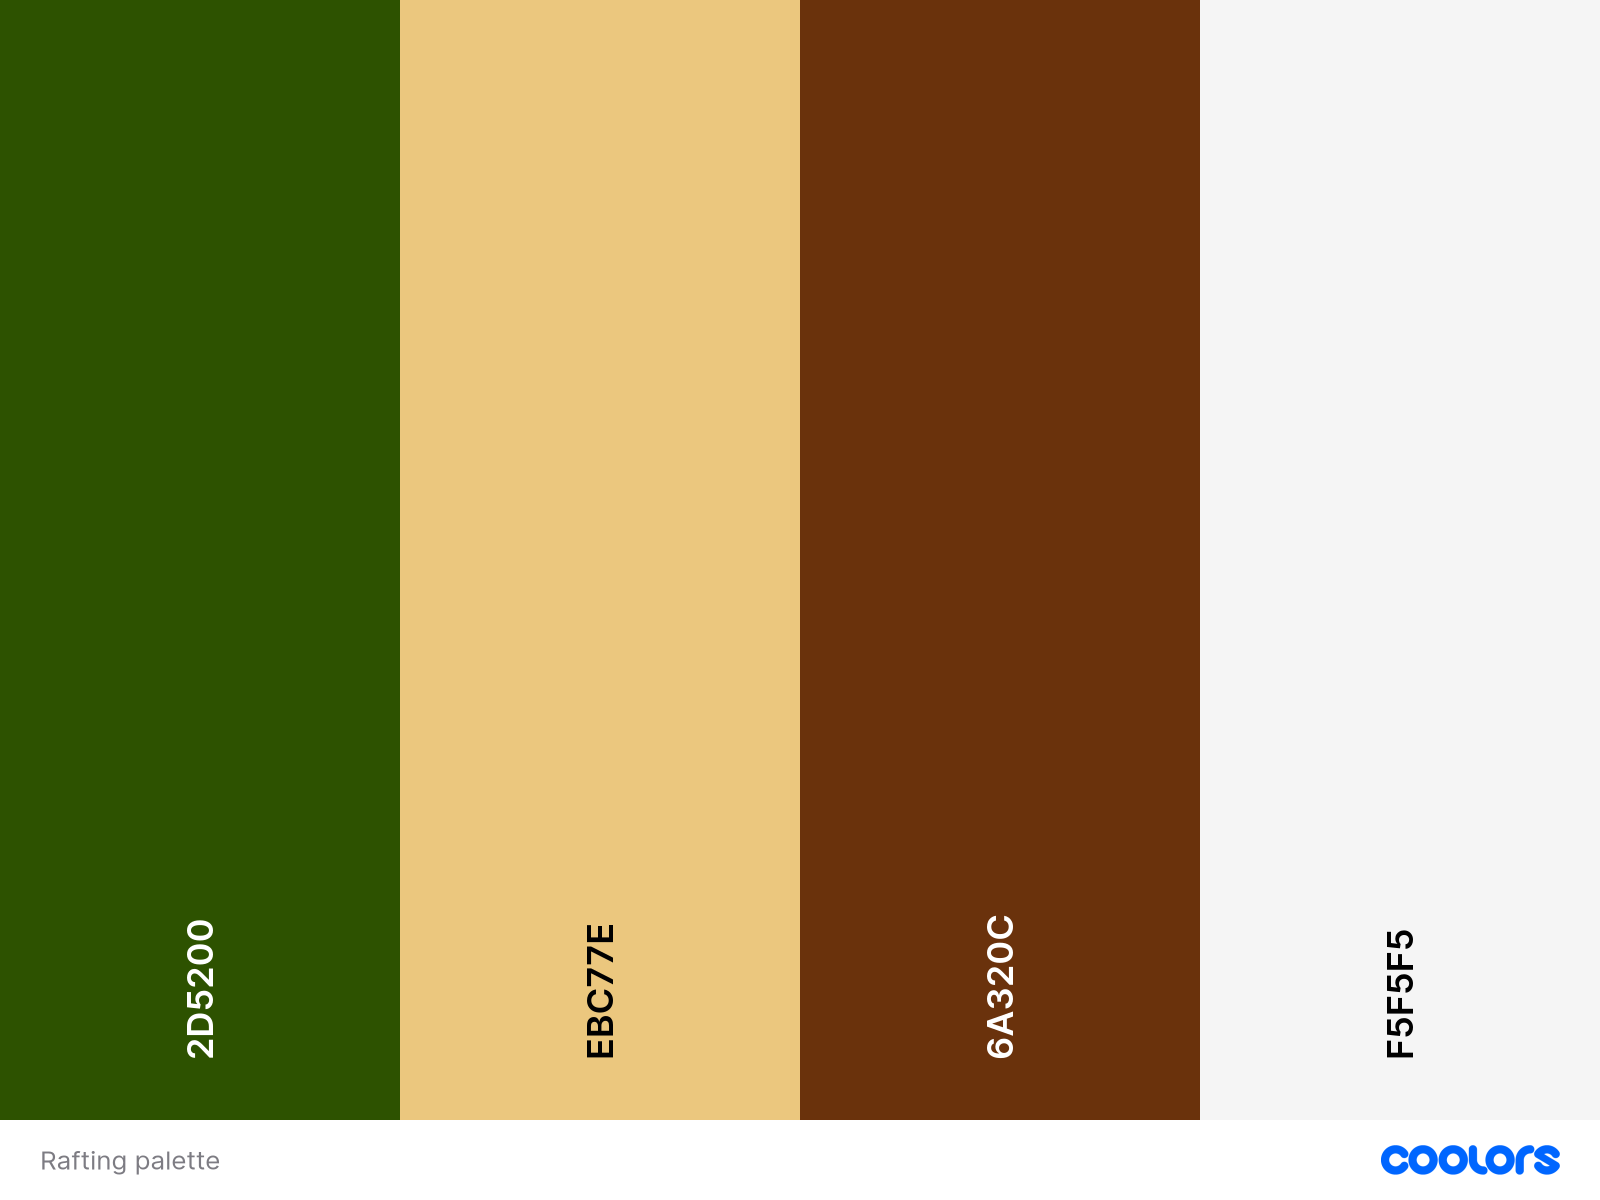 2D5200
EBC77E
6A320C
F5F5F5
Rafting palette
coolors